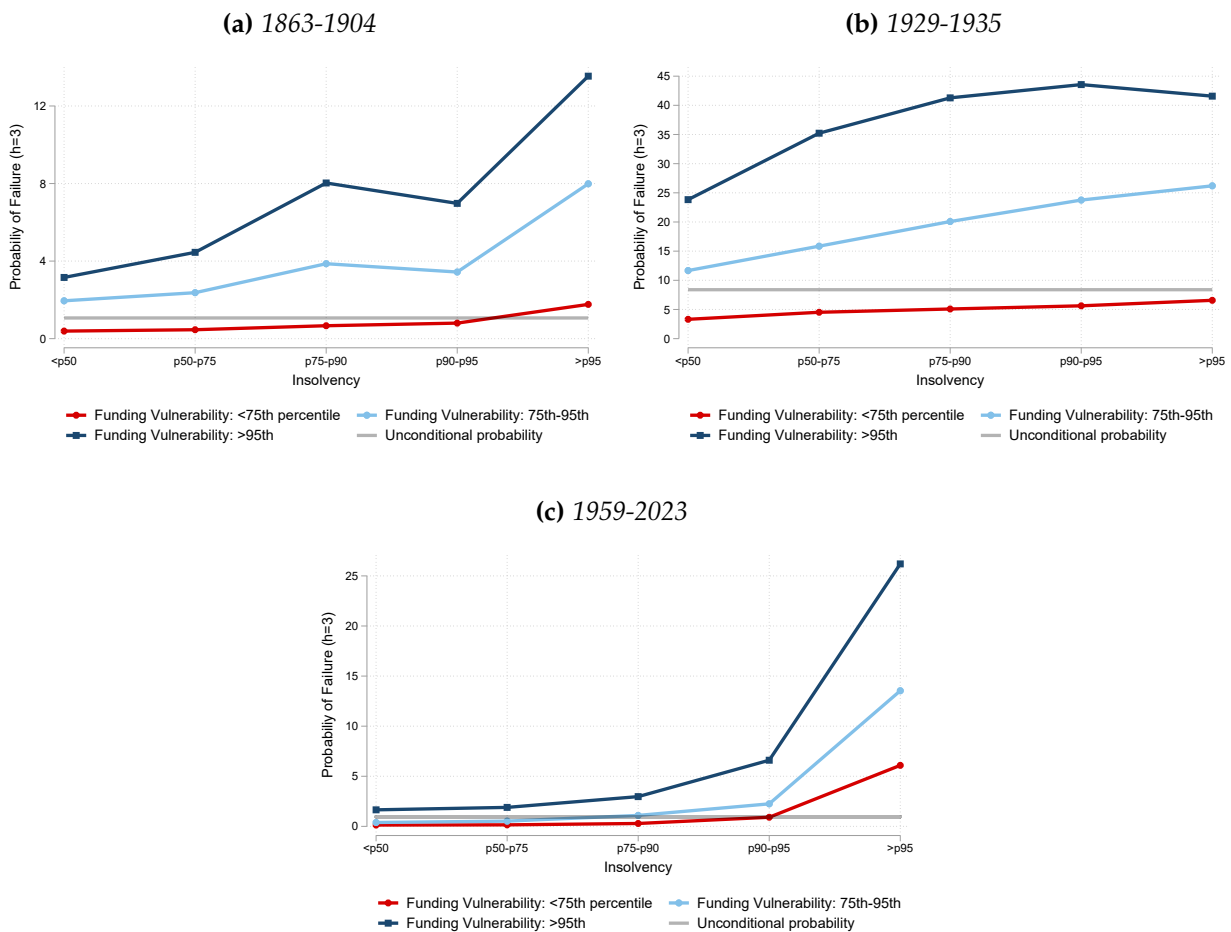 (a) 1863-1904
Probabiliy of Failure (h=3)
12
8
4
0
<p50 p50-p75 p75-p90 p90-p95 >p95
Insolvency
Funding Vulnerability: <75th percentile Funding Vulnerability: 75th-95th
Funding Vulnerability: >95th Unconditional probability
(b) 1929-1935
Probabiliy of Failure (h=3)
45
40
35
30
25
20
15
10
5
0
<p50 p50-p75 p75-p90 p90-p95 >p95
Insolvency
Funding Vulnerability: <75th percentile Funding Vulnerability: 75th-95th
Funding Vulnerability: >95th Unconditional probability
(c) 1959-2023
Probabiliy of Failure (h=3)
25
20
15
10
5
0
<p50 p50-p75 p75-p90 p90-p95 >p95
Insolvency
Funding Vulnerability: <75th percentile Funding Vulnerability: 75th-95th
Funding Vulnerability: >95th Unconditional probability